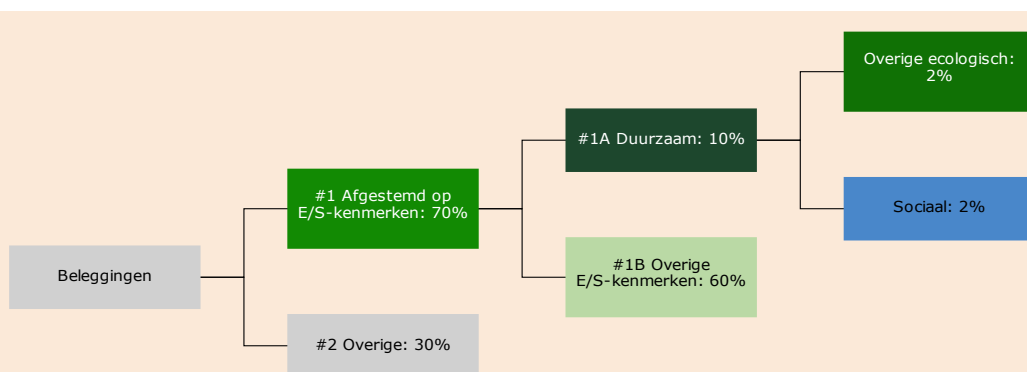 Overige ecologisch:
2%
#1A Duurzaam: 10%
#1 Afgestemd op
E/S-kenmerken: 70%
Sociaal: 2%
Beleggingen
#1B Overige
E/S-kenmerken: 60%
#2 Overige: 30%